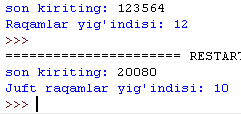 son kiriting: 123564
Raqamlar yig'indisi: 12
>>>
====================== RESTART
son kiriting: 20080
Juft raqamlar yig'indisi: 10
>>>